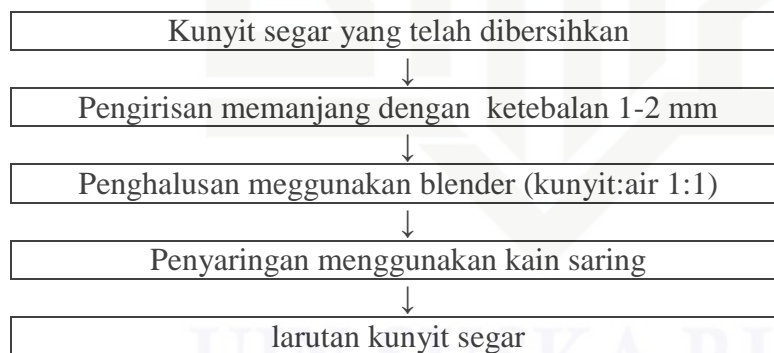 Kunyit segar yang telah dibersihkan
↓
Pengirisan memanjang dengan ketebalan 1-2 mm
↓
Penghalusan meggunakan blender (kunyit:air 1:1)
↓
Penyaringan menggunakan kain saring
↓
larutan kunyit segar